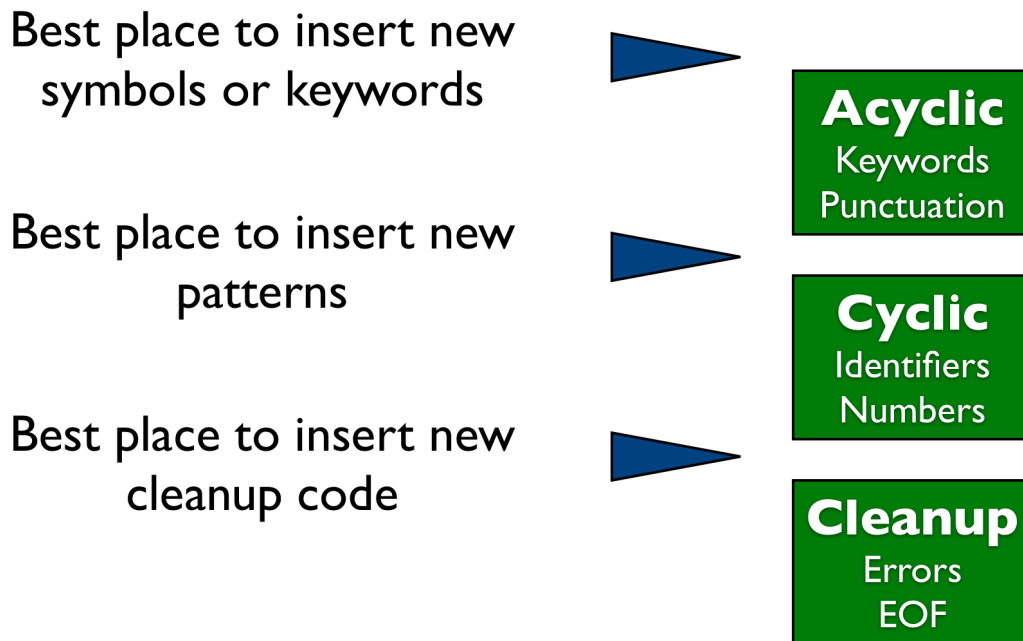 Best place to insert new
symbols or keywords
Acyclic
Keywords
Punctuation
Best place to insert new
patterns
Cyclic
Identifiers
Numbers
Best place to insert new
cleanup code
Cleanup
Errors
EOF